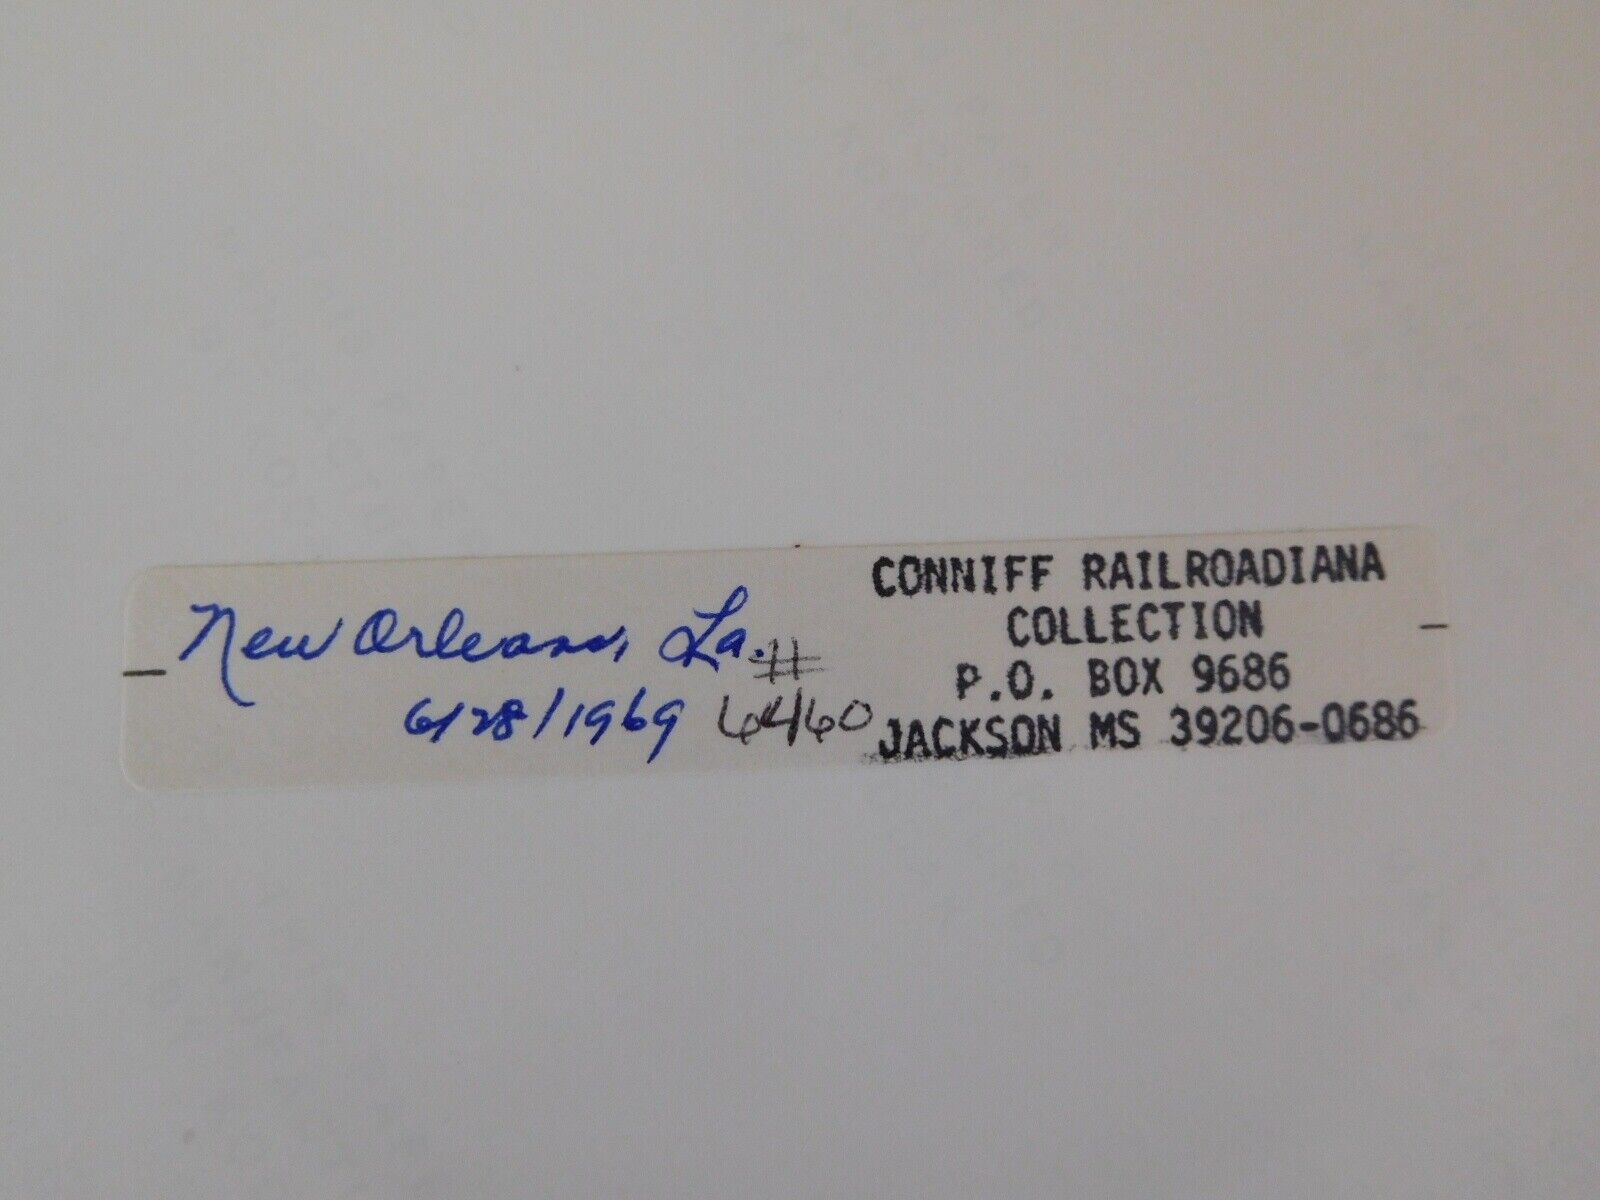 New Orleans, La.
6/28/1969
#
6460
CONNIFF RAILROADIANA
COLLECTION
P.O. BOX 9686
JACKSON MS 39206-0686